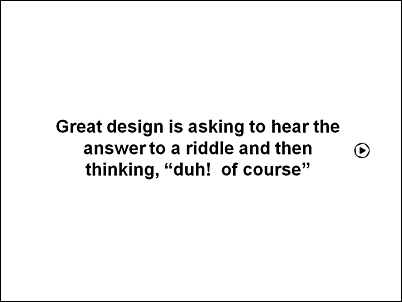 Great design is asking to hear the
answer to a riddle and then
thinking, “duh!  of course”